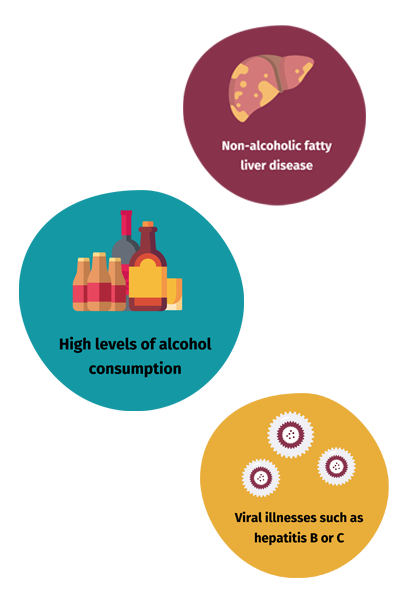 Non-alcoholic fatty
liver disease
High levels of alcohol
consumption
Viral illnesses such as
hepatitis B or C